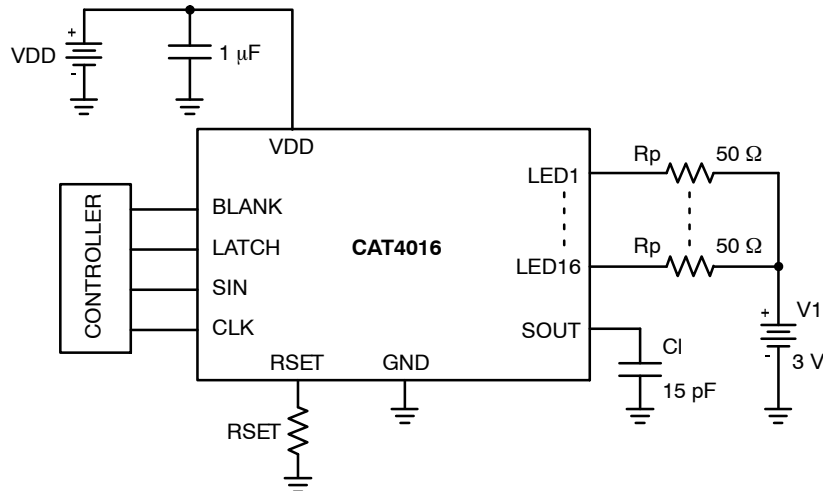 VDD
+
-
1 μF
VDD
CONTROLLER
BLANK
LATCH
SIN
CLK
CAT4016
LED1
LED16
SOUT
RSET
GND
RSET
Rp
50 Ω
Rp
50 Ω
Cl
15 pF
+
-
V1
3 V